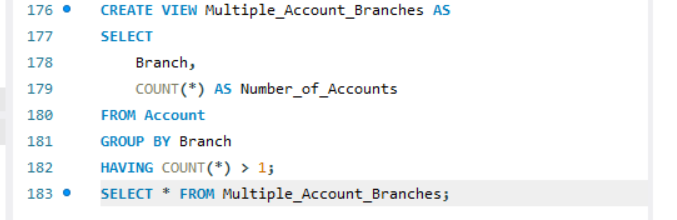 176 CREATE VIEW Multiple_Account_Branches AS
177 SELECT
178 Branch,
179 COUNT(*) AS Number_of_Accounts
180 FROM Account
181 GROUP BY Branch
182 HAVING COUNT(*) > 1;
183 SELECT * FROM Multiple_Account_Branches;